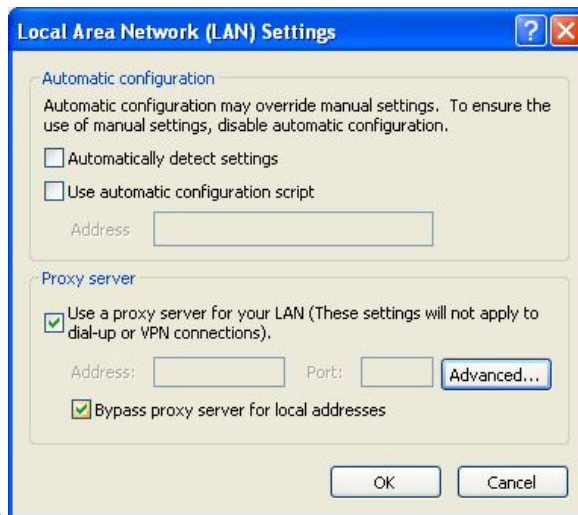 Local Area Network (LAN) Settings
Automatic configuration
Automatic configuration may override manual settings. To ensure the
use of manual settings, disable automatic configuration.
Automatically detect settings
Use automatic configuration script
Address
Proxy server
Use a proxy server for your LAN (These settings will not apply to
dial-up or VPN connections).
Address: Port: Advanced...
Bypass proxy server for local addresses
OK Cancel